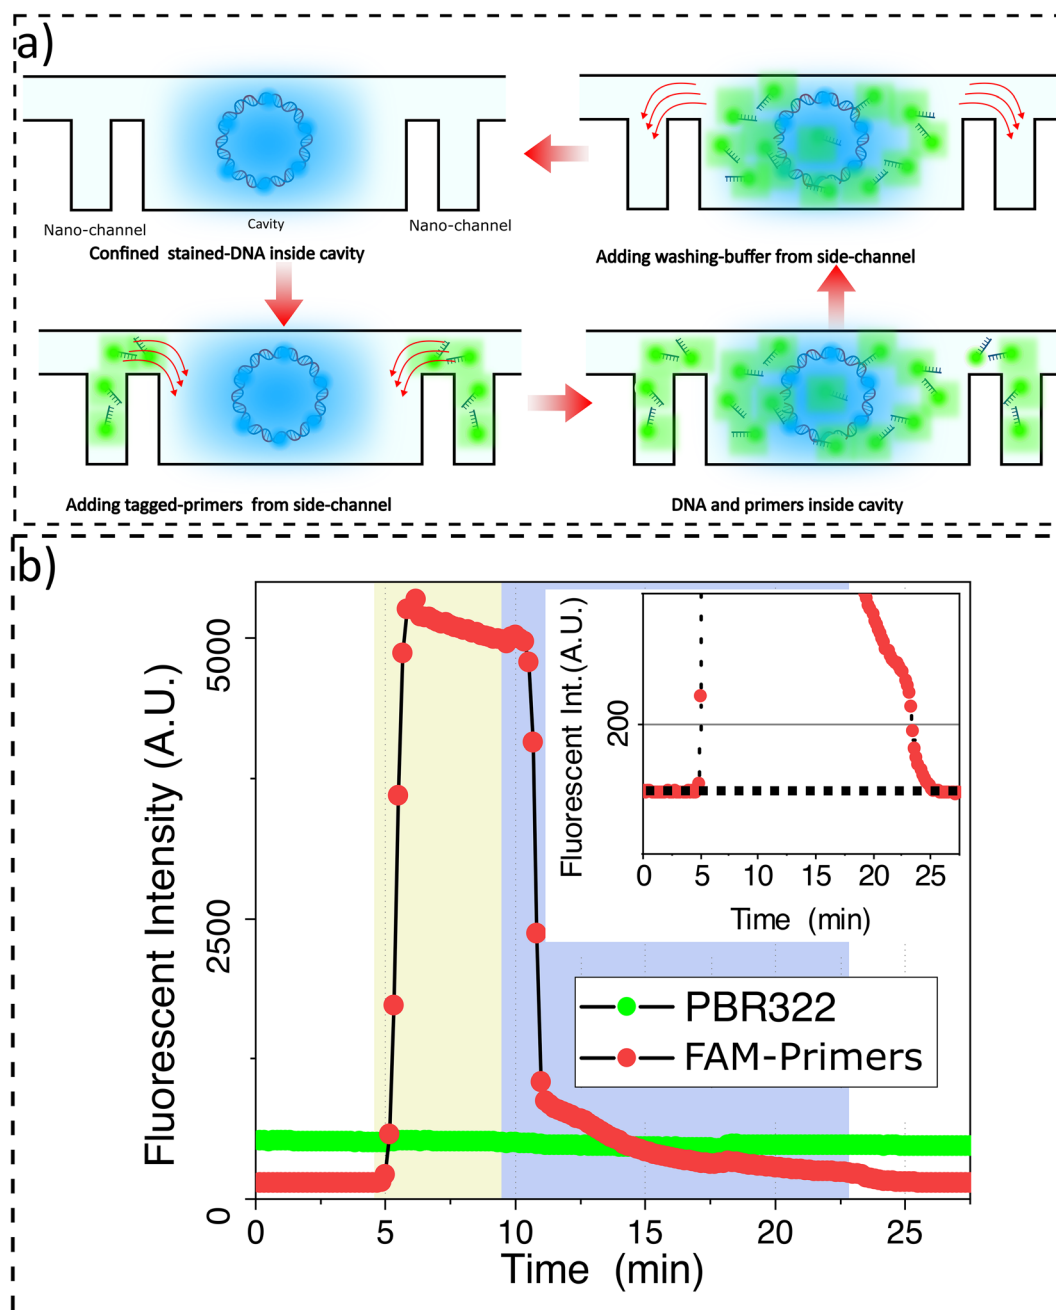 a)
Nano-channel
Cavity
Nano-channel
Confined stained-DNA inside cavity
Adding washing-buffer from side-channel
Adding tagged-primers from side-channel
DNA and primers inside cavity
b)
Fluorescent Intensity (A.U.)
5000
2500
0
0 5 10 15 20 25
Time (min)
Fluorescent Int.(A.U.)
200
0 5 10 15 20 25
Time (min)
PBR322
FAM-Primers